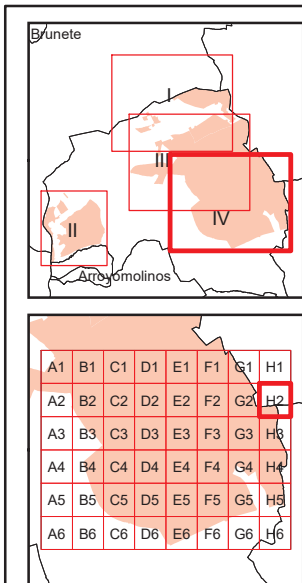 Brunete
I
III
IV
II
Arroyomolinos
A1 B1 C1 D1 E1 F1 G1 H1
A2 B2 C2 D2 E2 F2 G2 H2
A3 B3 C3 D3 E3 F3 G3 H3
A4 B4 C4 D4 E4 F4 G4 H4
A5 B5 C5 D5 E5 F5 G5 H5
A6 B6 C6 D6 E6 F6 G6 H6